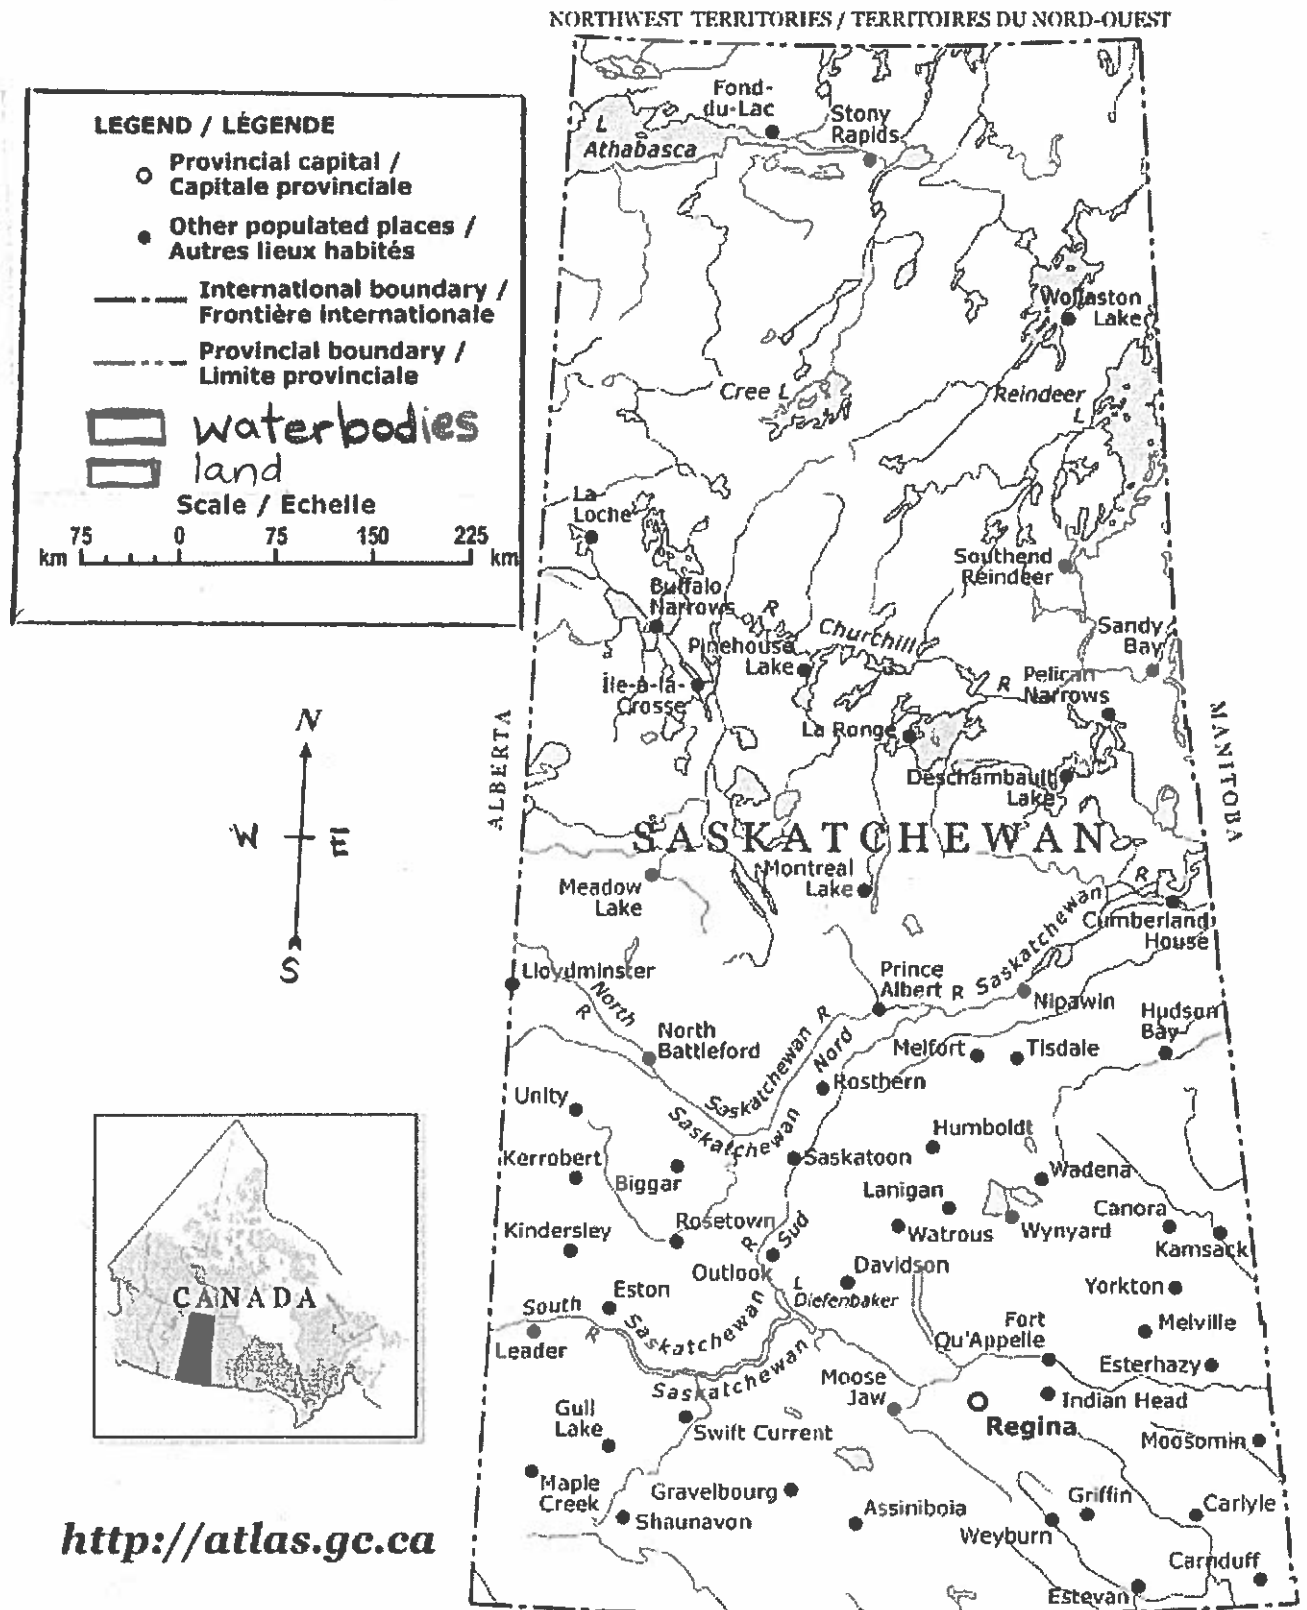 NORTHWEST TERRITORIES / TERRITOIRES DU NORD-OUEST
LEGEND / LÉGENDE
Provincial capital /
Capitale provinciale
Other populated places /
Autres lieux habités
International boundary /
Frontière internationale
Provincial boundary /
Limite provinciale
waterbodies
land
Scale / Echelle
75 0 75 150 225
km km
Fond-
du-Lac
Stony
Rapids
L
Athabasca
Wollaston
Lake
Cree L
Reindeer
L
La
Loche
Southend
Reindeer
Buffalo
Narrows
R
Churchill
R
Sandy
Bay
Pinehouse
Lake
Île-à-la-
Crosse
Pelican
Narrows
La Ronge
Deschambault
Lake
ALBERTA
MANITOBA
SASKATCHEWAN
N
W E
S
Meadow
Lake
Montreal
Lake
R
Saskatchewan
R
Cumberland
House
Lloydminster
North
R
Prince
Albert
Nipawin
Hudson
Bay
North
Battleford
Saskatchewan
R
Nord
Melfort
Tisdale
Rosthern
Unity
Saskatchewan
Humboldt
Kerrobert
Biggar
Saskatoon
Wadena
Lanigan
Canora
Kindersley
Rosetown
R
Sud
Watrous
Wynyard
Kamsack
Outlook
Davidson
Eston
L
Diefenbaker
Yorkton
South
R
Saskatchewan
Leader
Fort
Qu'Appelle
Melville
Esterhazy
Saskatchewan
Moose
Jaw
Indian Head
Regina
Gull
Lake
Swift Current
Moosomin
Maple
Creek
Gravelbourg
Shaunavon
Assiniboia
Griffin
Weyburn
Carlyle
Carnduff
Estevan
CANADA
http://atlas.gc.ca